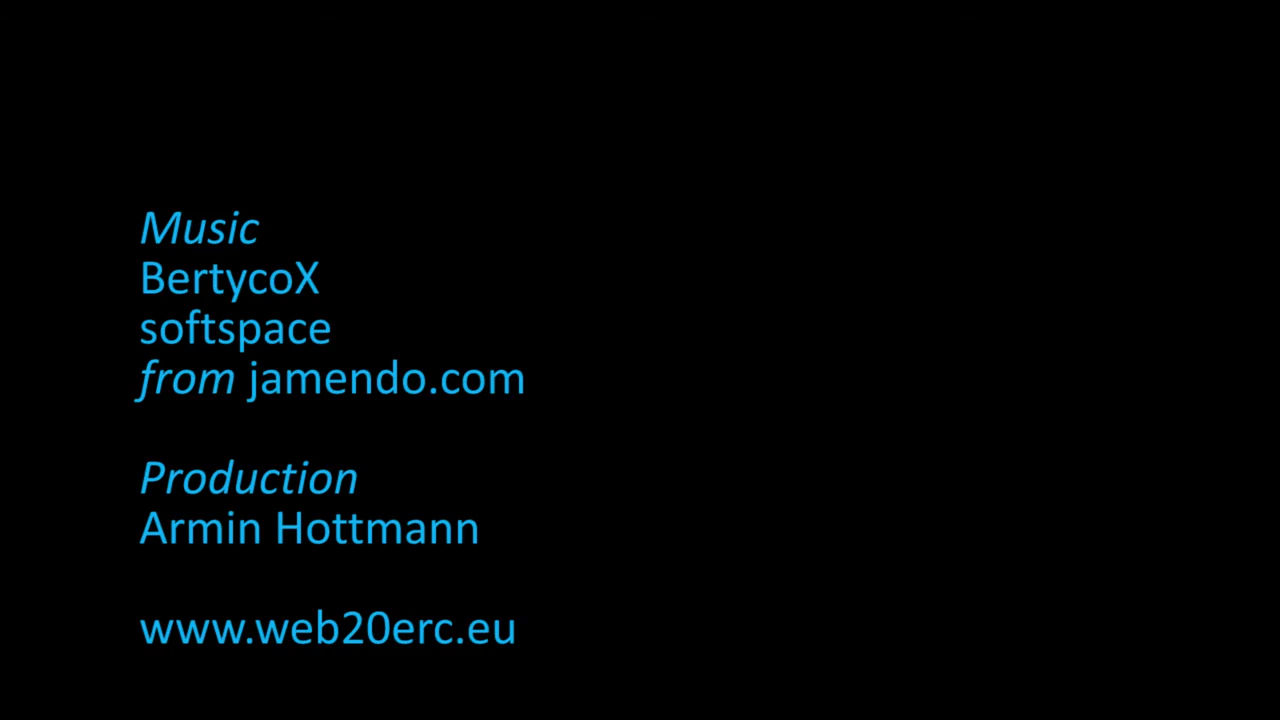 Music
BertycoX
softspace
from jamendo.com
Production
Armin Hottmann
www.web20erc.eu